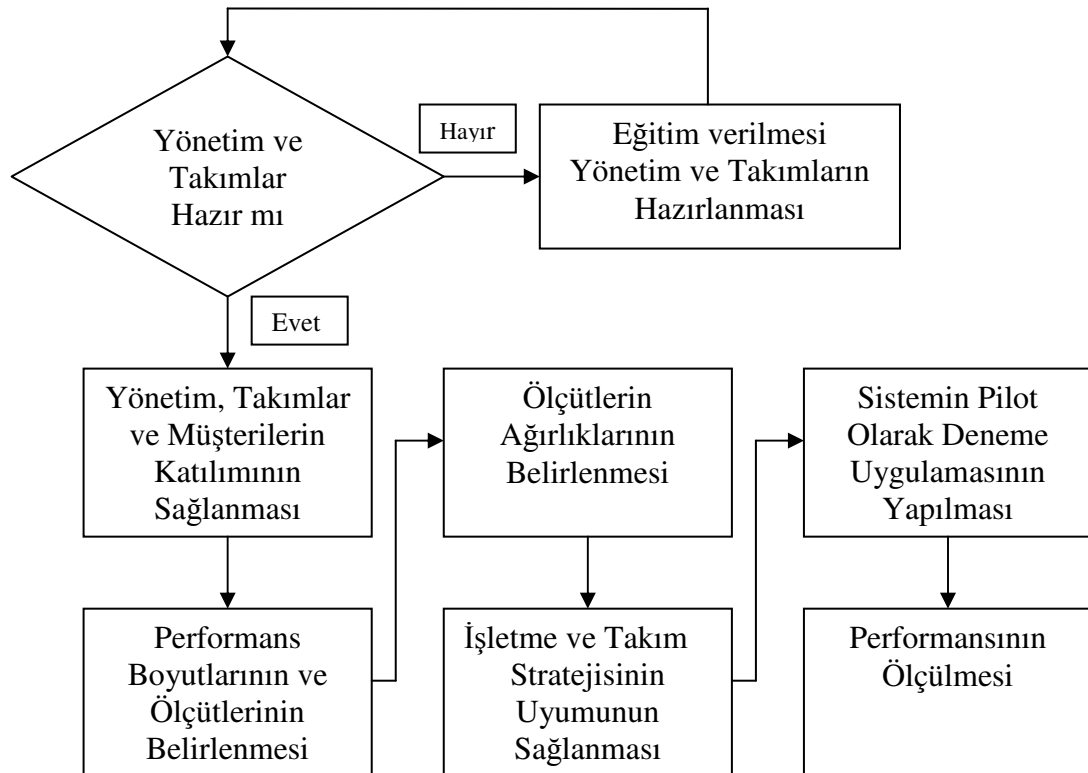 Yönetim ve
Takımlar
Hazır mı
Hayır
Eğitim verilmesi
Yönetim ve Takımların
Hazırlanması
Evet
Yönetim, Takımlar
ve Müşterilerin
Katılımının
Sağlanması
Performans
Boyutlarının ve
Ölçütlerinin
Belirlenmesi
Ölçütlerin
Ağırlıklarının
Belirlenmesi
İşletme ve Takım
Stratejisinin
Uyumunun
Sağlanması
Sistemin Pilot
Olarak Deneme
Uygulamasının
Yapılması
Performansının
Ölçülmesi